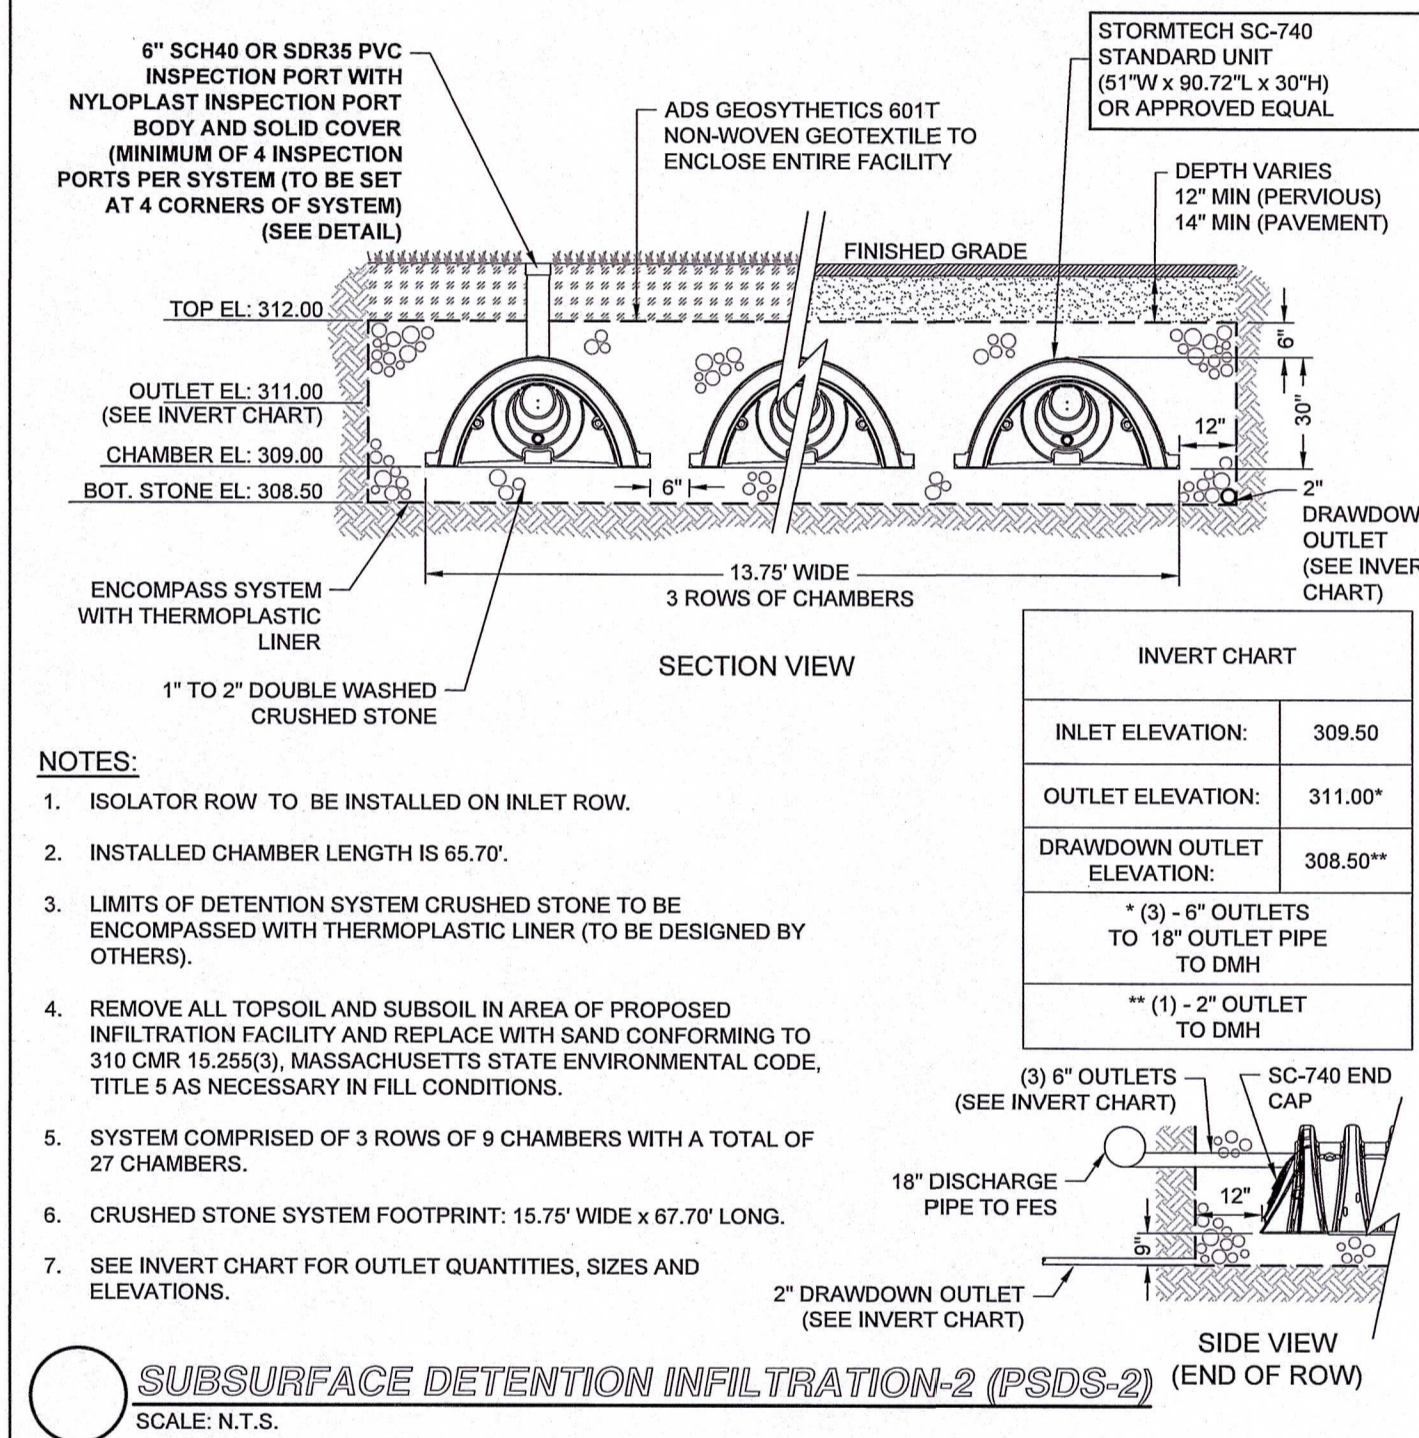 6" SCH40 OR SDR35 PVC
INSPECTION PORT WITH
NYLOPLAST INSPECTION PORT
BODY AND SOLID COVER
(MINIMUM OF 4 INSPECTION
PORTS PER SYSTEM (TO BE SET
AT 4 CORNERS OF SYSTEM)
(SEE DETAIL)
ADS GEOSYTHETICS 601T
NON-WOVEN GEOTEXTILE TO
ENCLOSE ENTIRE FACILITY
STORMTECH SC-740
STANDARD UNIT
(51"W x 90.72"L x 30"H)
OR APPROVED EQUAL
DEPTH VARIES
12" MIN (PERVIOUS)
14" MIN (PAVEMENT)
FINISHED GRADE
TOP EL: 312.00
OUTLET EL: 311.00
(SEE INVERT CHART)
CHAMBER EL: 309.00
BOT. STONE EL: 308.50
6"
30"
12"
6"
2"
DRAWDOW
OUTLET
(SEE INVER
CHART)
13.75' WIDE
3 ROWS OF CHAMBERS
ENCOMPASS SYSTEM
WITH THERMOPLASTIC
LINER
1" TO 2" DOUBLE WASHED
CRUSHED STONE
SECTION VIEW
INVERT CHART
INLET ELEVATION: 309.50
OUTLET ELEVATION: 311.00*
DRAWDOWN OUTLET
ELEVATION: 308.50**
* (3) - 6" OUTLETS
TO 18" OUTLET PIPE
TO DMH
** (1) - 2" OUTLET
TO DMH
NOTES:
1. ISOLATOR ROW TO BE INSTALLED ON INLET ROW.
2. INSTALLED CHAMBER LENGTH IS 65.70'.
3. LIMITS OF DETENTION SYSTEM CRUSHED STONE TO BE
ENCOMPASSED WITH THERMOPLASTIC LINER (TO BE DESIGNED BY
OTHERS).
4. REMOVE ALL TOPSOIL AND SUBSOIL IN AREA OF PROPOSED
INFILTRATION FACILITY AND REPLACE WITH SAND CONFORMING TO
310 CMR 15.255(3), MASSACHUSETTS STATE ENVIRONMENTAL CODE,
TITLE 5 AS NECESSARY IN FILL CONDITIONS.
5. SYSTEM COMPRISED OF 3 ROWS OF 9 CHAMBERS WITH A TOTAL OF
27 CHAMBERS.
6. CRUSHED STONE SYSTEM FOOTPRINT: 15.75' WIDE x 67.70' LONG.
7. SEE INVERT CHART FOR OUTLET QUANTITIES, SIZES AND
ELEVATIONS.
(3) 6" OUTLETS
(SEE INVERT CHART)
SC-740 END
CAP
18" DISCHARGE
PIPE TO FES
12"
9"
2" DRAWDOWN OUTLET
(SEE INVERT CHART)
SIDE VIEW
(END OF ROW)
SUBSURFACE DETENTION INFILTRATION-2 (PSDS-2)
SCALE: N.T.S.